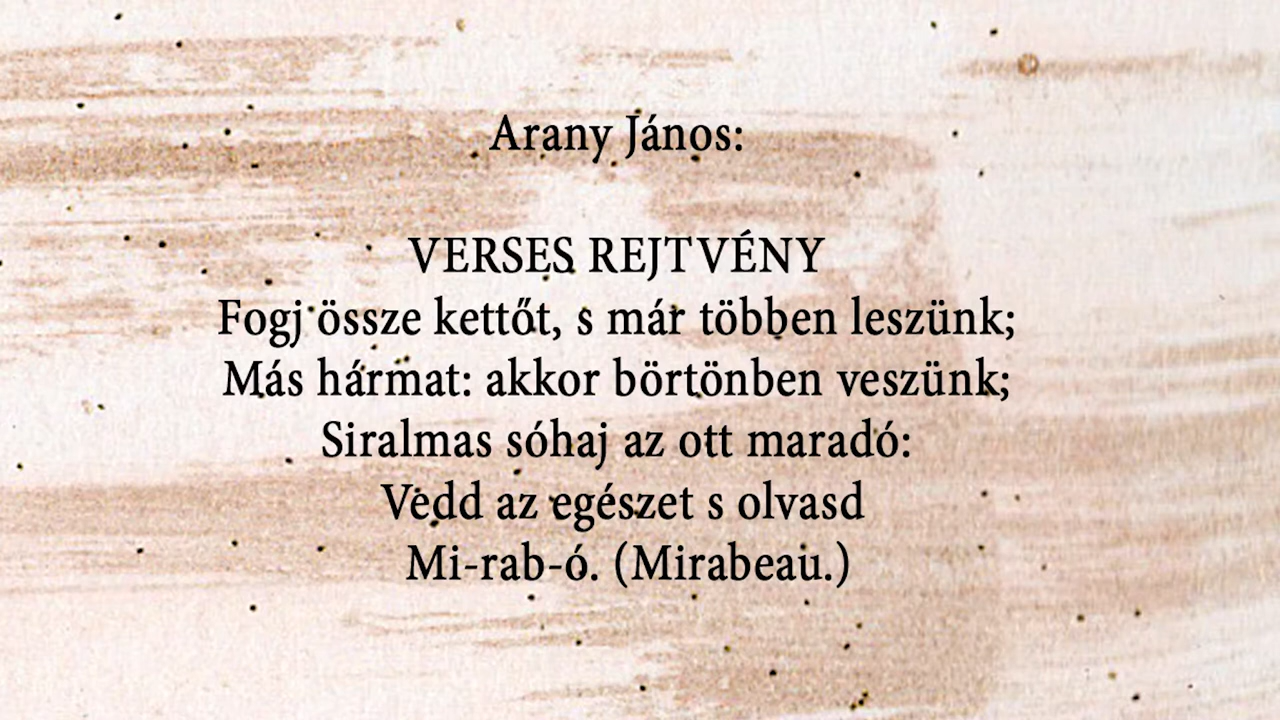 Arany János:
VERSES REJTVÉNY
Fogj össze kettőt, s már többen leszünk;
Más hármat: akkor börtönben veszünk;
Siralmas sóhaj az ott maradó:
Vedd az egészet s olvasd
Mi-rab-ó. (Mirabeau.)